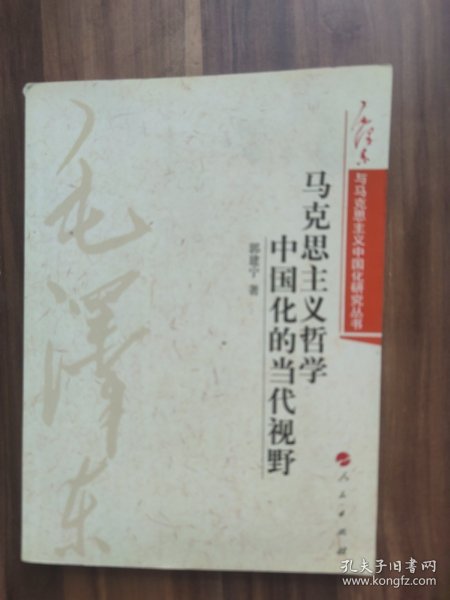 毛泽东
与马克思主义中国化研究丛书
马克思主义哲学
中国化的当代视野
郭建宁 著
毛泽东
人民出版社
孔夫子旧书网
www.kongfz.com